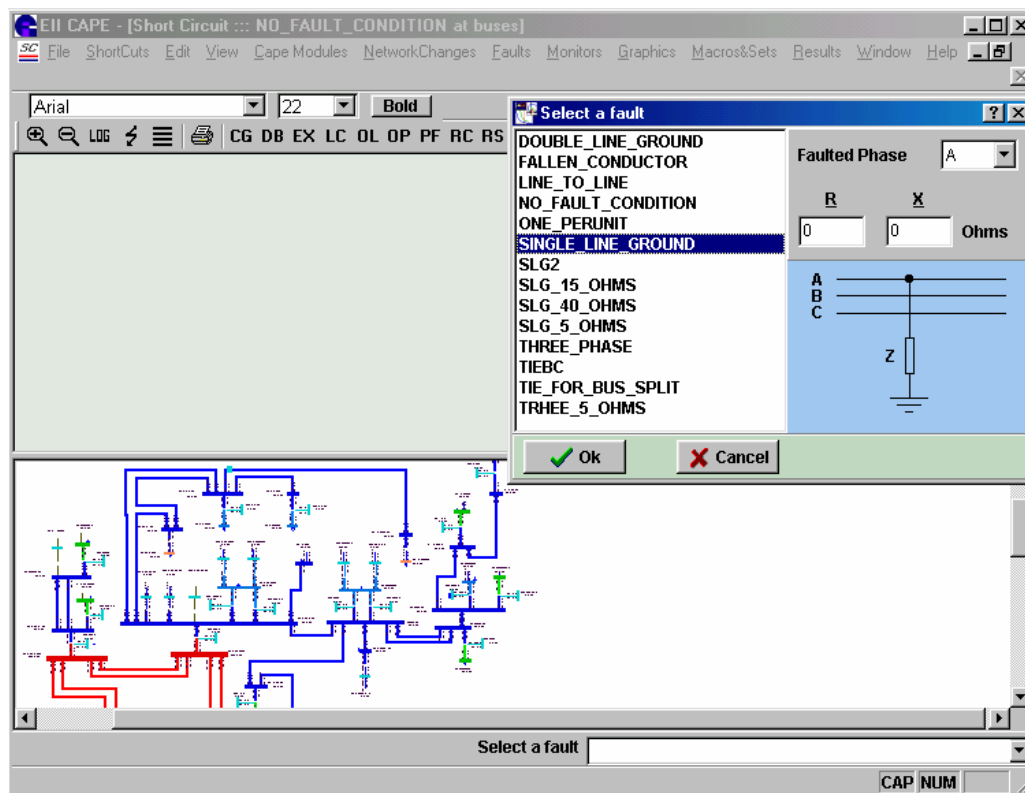 EII CAPE - [Short Circuit ::: NO_FAULT_CONDITION at buses]
SC File ShortCuts Edit View Cape Modules NetworkChanges Faults Monitors Graphics Macros&Sets Results Window Help
Arial 22 Bold
LOG CG DB EX LC OL OP PF RC RS
Select a fault
DOUBLE_LINE_GROUND
FALLEN_CONDUCTOR
LINE_TO_LINE
NO_FAULT_CONDITION
ONE_PERUNIT
SINGLE_LINE_GROUND
SLG2
SLG_15_OHMS
SLG_40_OHMS
SLG_5_OHMS
THREE_PHASE
TIEBC
TIE_FOR_BUS_SPLIT
TRHEE_5_OHMS
Faulted Phase A
R X
0 0 Ohms
A
B
C
Z
Ok Cancel
Select a fault
CAP NUM